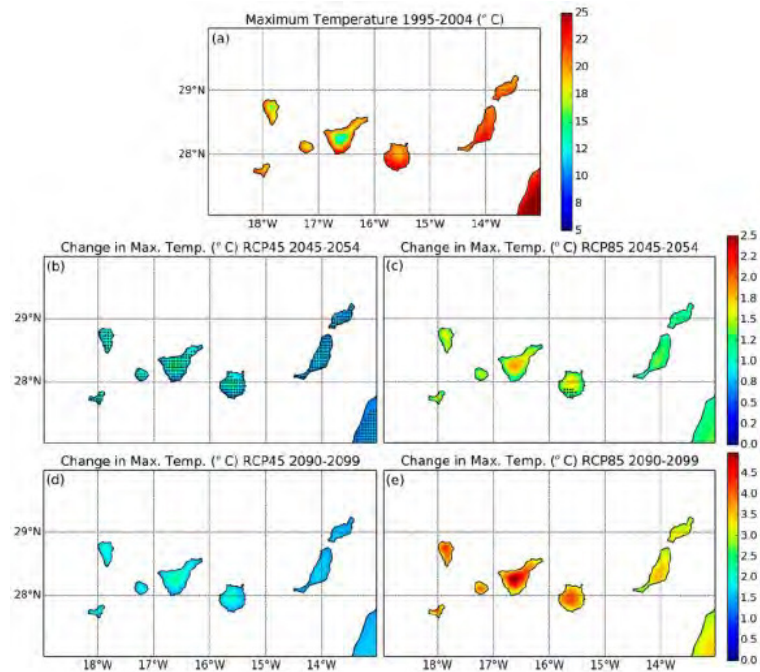 Maximum Temperature 1995-2004 (° C)
(a)
29°N
28°N
18°W 17°W 16°W 15°W 14°W
25
23
20
18
15
12
10
8
5
Change in Max. Temp. (° C) RCP45 2045-2054
(b)
29°N
28°N
Change in Max. Temp. (° C) RCP85 2045-2054
(c)
2.5
2.2
2.0
1.8
1.5
1.2
1.0
0.8
0.5
0.2
0.0
Change in Max. Temp. (° C) RCP45 2090-2099
(d)
29°N
28°N
18°W 17°W 16°W 15°W 14°W
Change in Max. Temp. (° C) RCP85 2090-2099
(e)
18°W 17°W 16°W 15°W 14°W
4.5
4.0
3.5
3.0
2.5
2.0
1.5
1.0
0.5
0.0